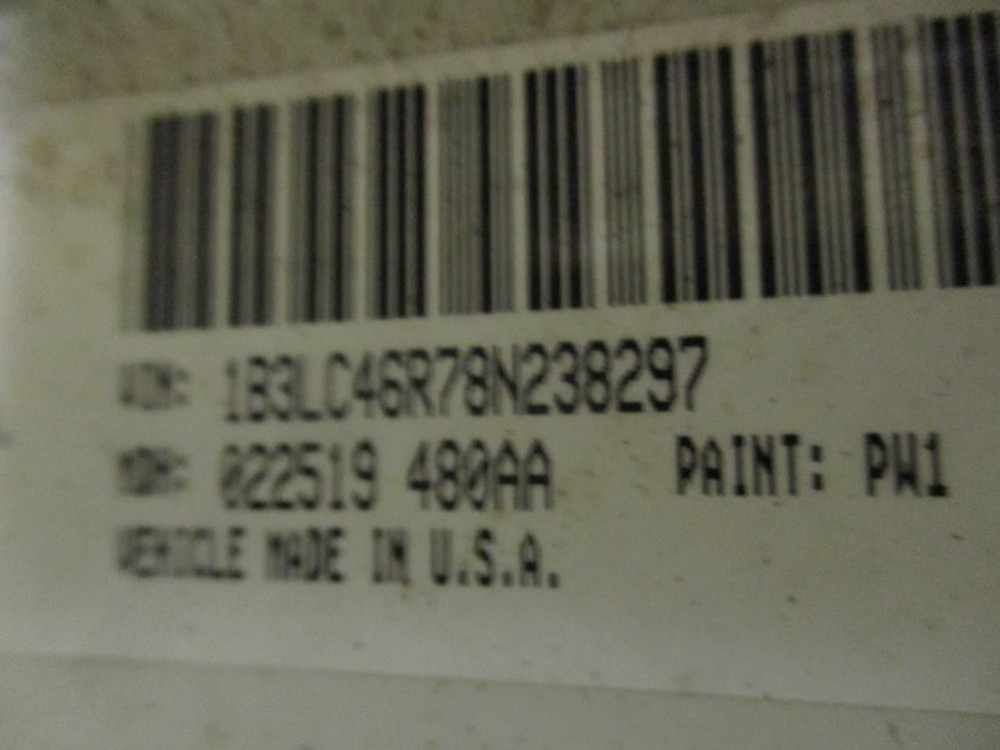 VIN: 1B3LC46R78N238297
MDH: 022519 480AA PAINT: PW1
VEHICLE MADE IN U.S.A.